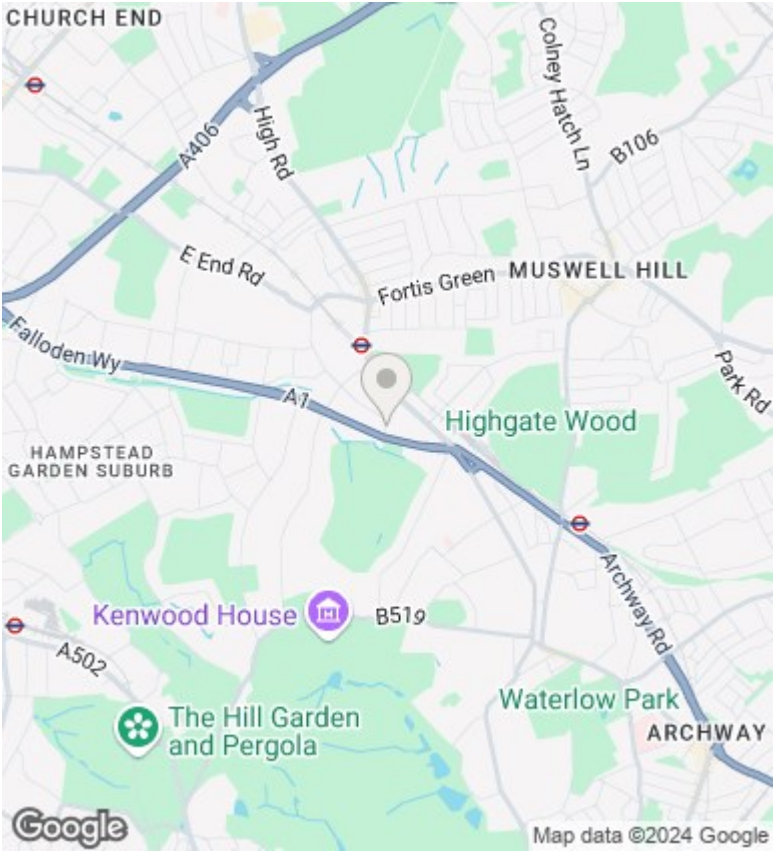 CHURCH END
A406
High Rd
Colney Hatch Ln
B106
E End Rd
Fortis Green
MUSWELL HILL
Falloden Wy
Park Rd
A1
Highgate Wood
HAMPSTEAD
GARDEN SUBURB
Kenwood House
B519
Archway Rd
A502
Waterlow Park
The Hill Garden
and Pergola
ARCHWAY
Google
Map data ©2024 Google